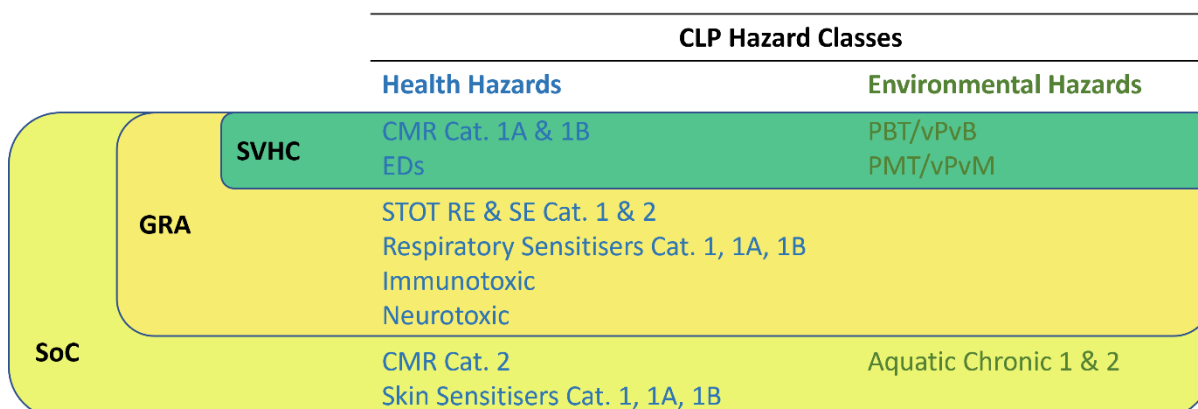 CLP Hazard Classes
Health Hazards Environmental Hazards
SVHC CMR Cat. 1A & 1B PBT/vPvB
EDs PMT/vPvM
GRA STOT RE & SE Cat. 1 & 2
Respiratory Sensitisers Cat. 1, 1A, 1B
Immunotoxic
Neurotoxic
SoC CMR Cat. 2 Aquatic Chronic 1 & 2
Skin Sensitisers Cat. 1, 1A, 1B